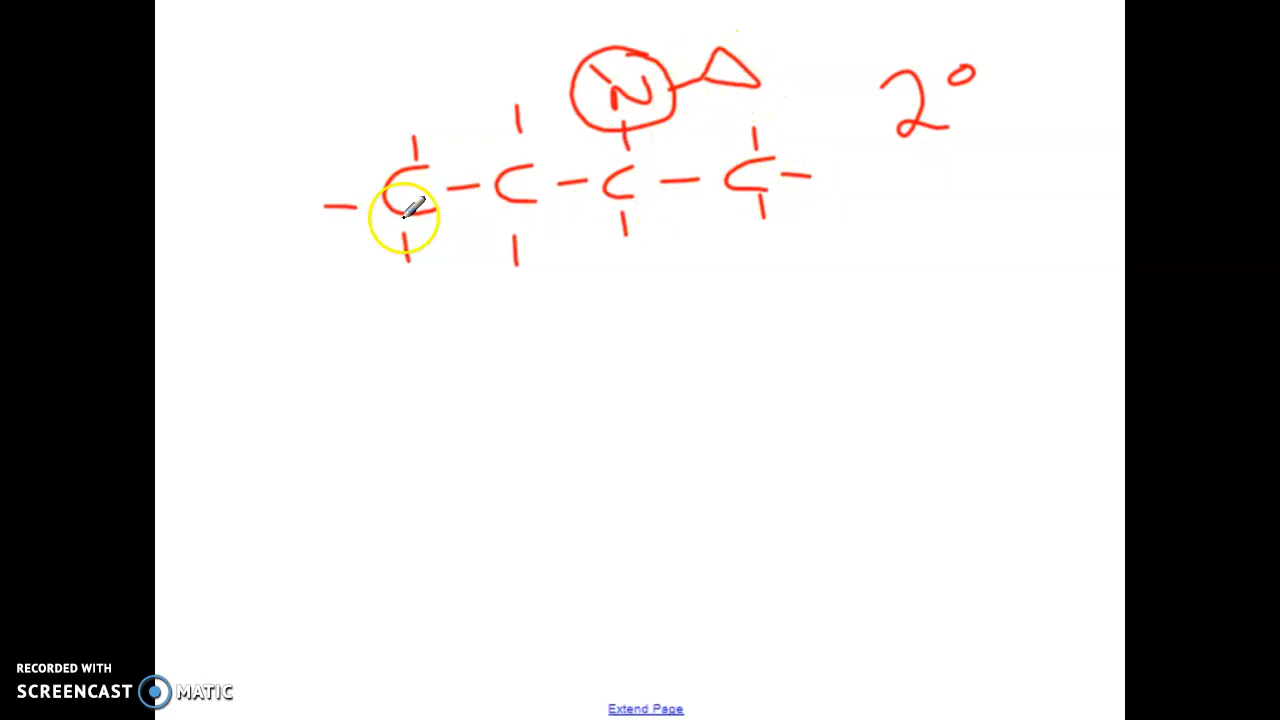 N 2°
C - C - C - C
RECORDED WITH
SCREENCAST MATIC
Extend Page